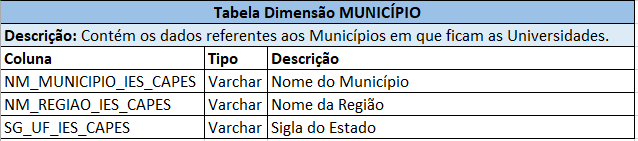 Tabela Dimensão MUNICÍPIO
Descrição: Contém os dados referentes aos Municípios em que ficam as Universidades.
Coluna Tipo Descrição
NM_MUNICIPIO_IES_CAPES Varchar Nome do Município
NM_REGIAO_IES_CAPES Varchar Nome da Região
SG_UF_IES_CAPES Varchar Sigla do Estado